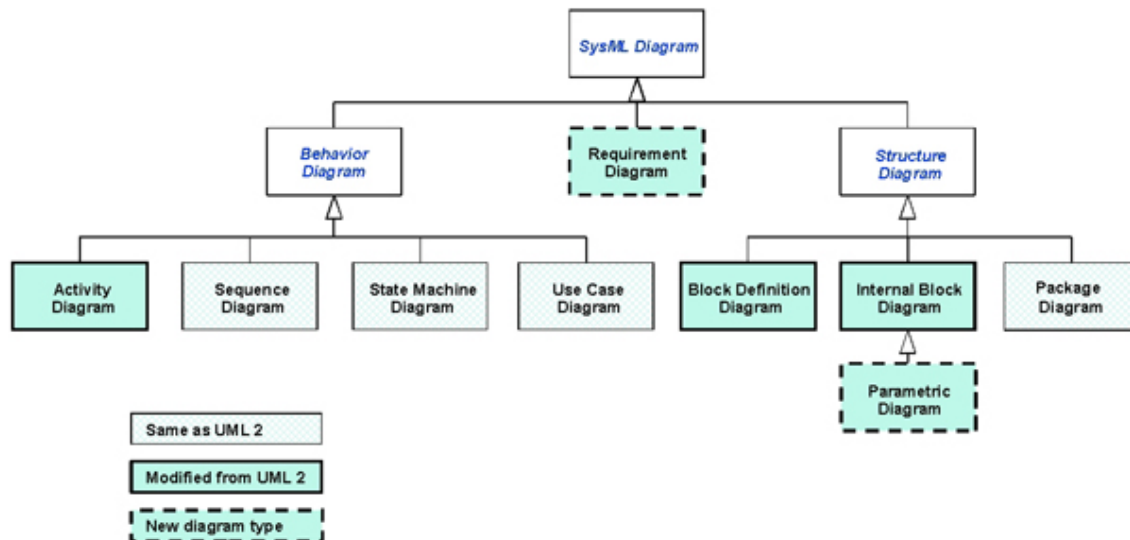 SysML Diagram
Behavior
Diagram
Requirement
Diagram
Structure
Diagram
Activity
Diagram
Sequence
Diagram
State Machine
Diagram
Use Case
Diagram
Block Definition
Diagram
Internal Block
Diagram
Package
Diagram
Parametric
Diagram
Same as UML 2
Modified from UML 2
New diagram type